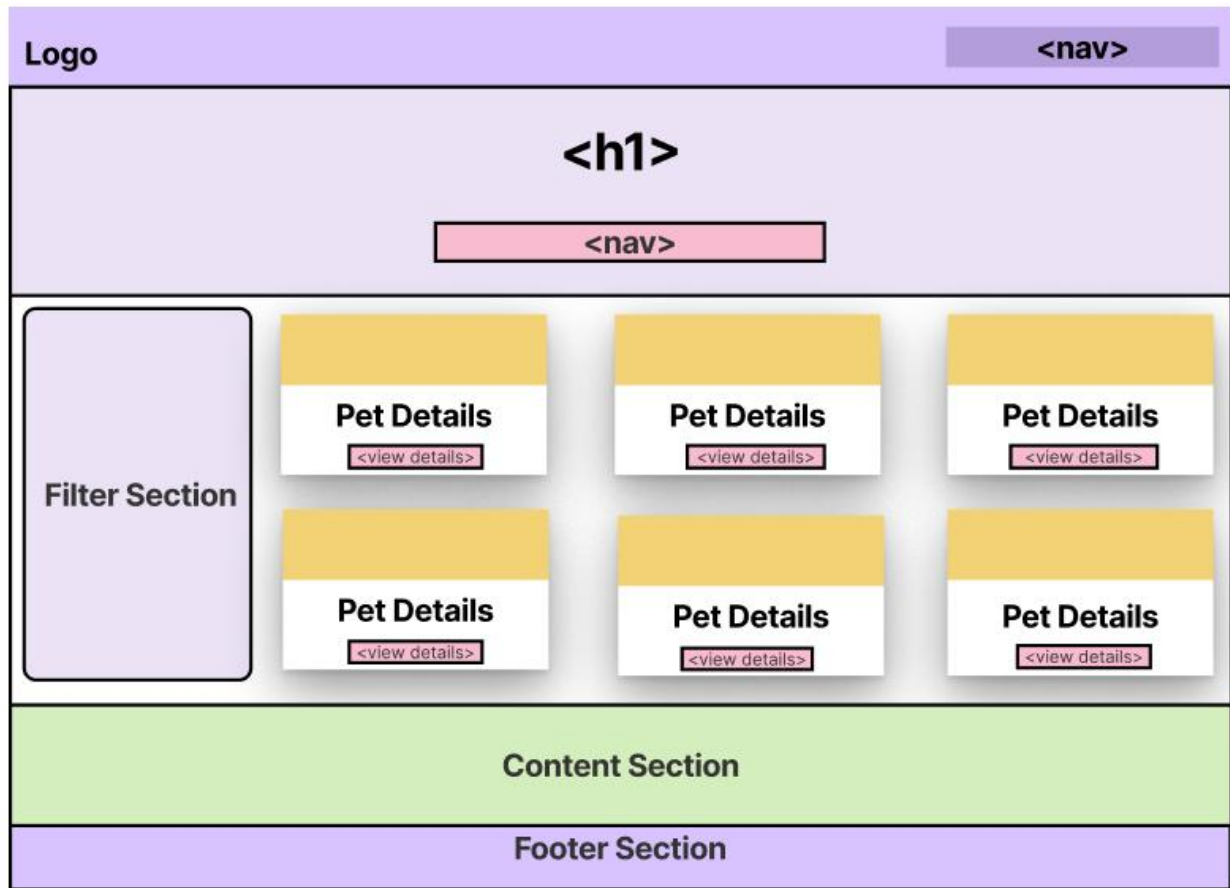 Logo
<nav>
<h1>
<nav>
Filter Section
Pet Details
<view details>
Pet Details
<view details>
Pet Details
<view details>
Pet Details
<view details>
Pet Details
<view details>
Pet Details
<view details>
Content Section
Footer Section